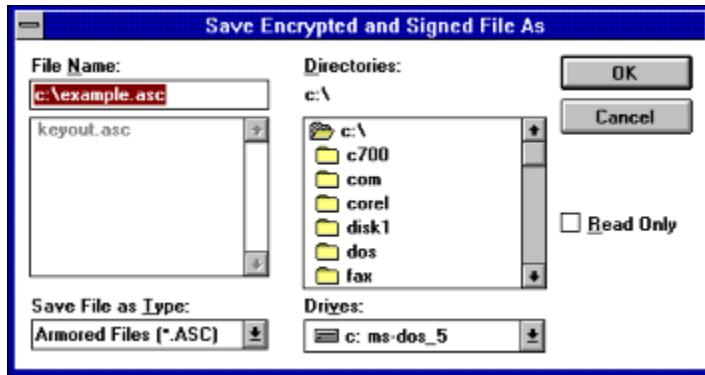 Save Encrypted and Signed File As
File Name:
c:\example.asc
keyout.asc
Save File as Type:
Armored Files (*.ASC)
Directories:
c:\
c:\
c700
com
corel
disk1
dos
fax
Drives:
c: ms-dos_5
OK
Cancel
Read Only